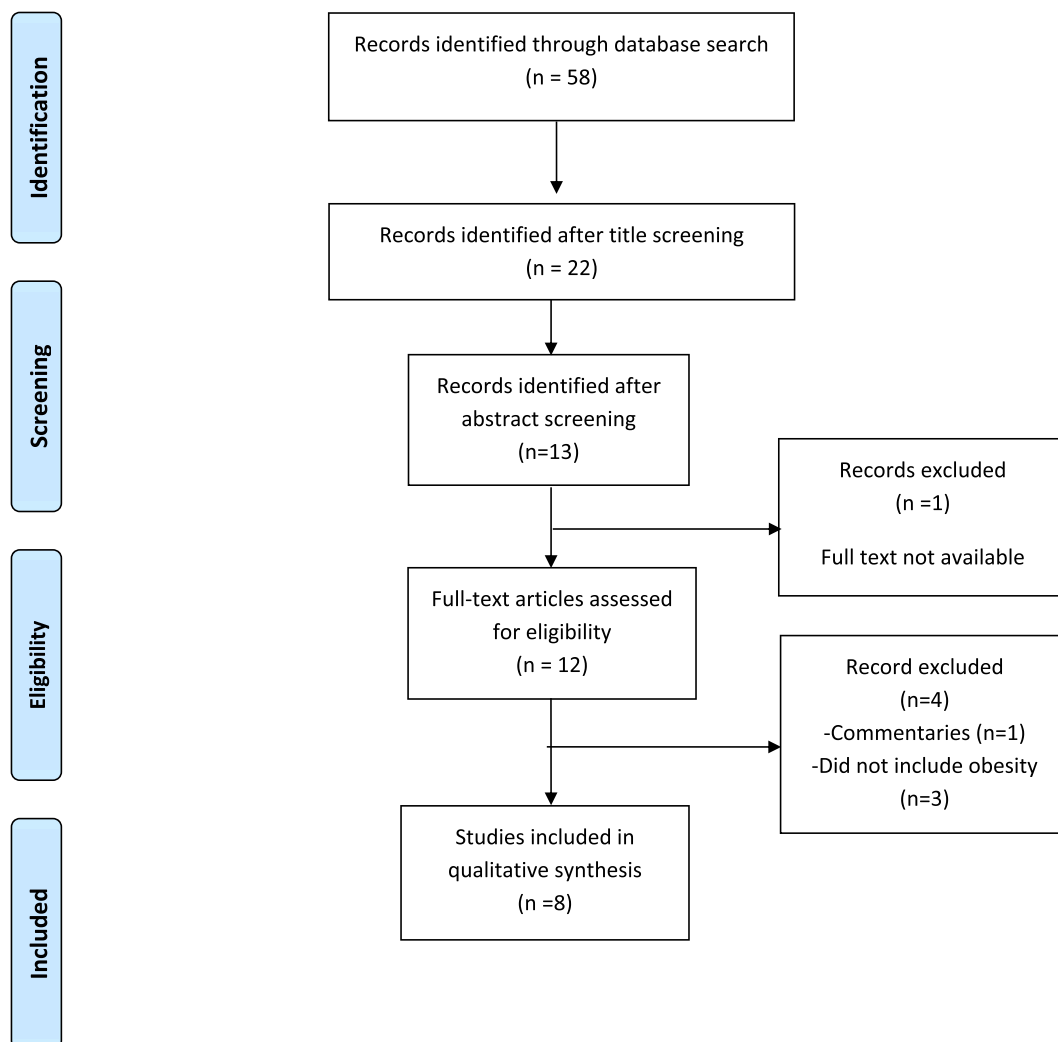 Identification
Records identified through database search
(n = 58)
Records identified after title screening
(n = 22)
Screening
Records identified after
abstract screening
(n=13)
Records excluded
(n =1)
Full text not available
Eligibility
Full-text articles assessed
for eligibility
(n = 12)
Record excluded
(n=4)
-Commentaries (n=1)
-Did not include obesity
(n=3)
Included
Studies included in
qualitative synthesis
(n =8)